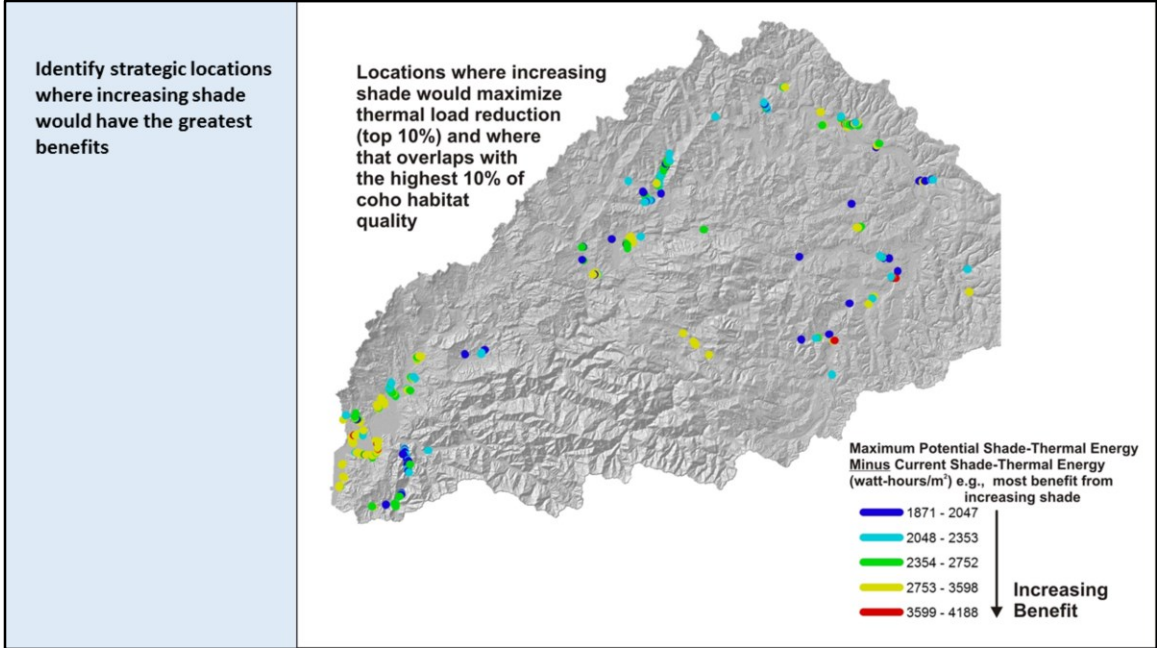 Identify strategic locations
where increasing shade
would have the greatest
benefits
Locations where increasing
shade would maximize
thermal load reduction
(top 10%) and where
that overlaps with
the highest 10% of
coho habitat
quality
Maximum Potential Shade-Thermal Energy
Minus Current Shade-Thermal Energy
(watt-hours/m²) e.g., most benefit from
increasing shade
1871 - 2047
2048 - 2353
2354 - 2752
2753 - 3598
3599 - 4188
Increasing
Benefit